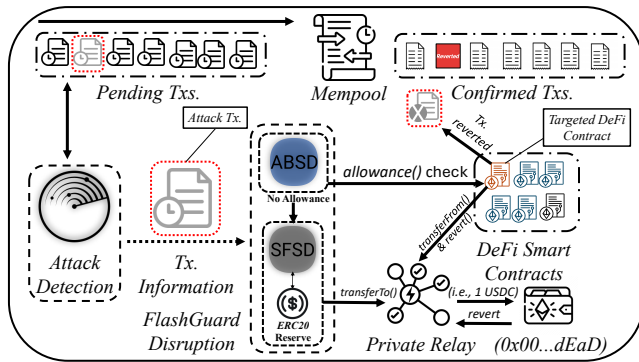 Reverted
Pending Txs.
Mempool
Confirmed Txs.
Attack Tx.
Tx.
reverted
Targeted DeFi
Contract
ABSD
allowance() check
No Allowance
SFSD
transferFrom()
& revert()
Attack
Detection
Tx.
Information
DeFi Smart
Contracts
FlashGuard
Disruption
ERC20
Reserve
transferTo()
(i.e., 1 USDC)
revert
Private Relay
(0x00...dEaD)